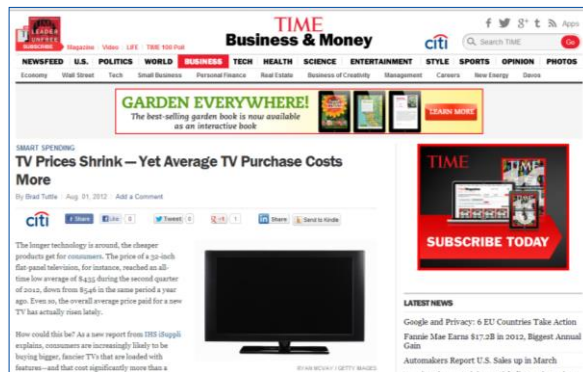 LEADER
UNFREE
SUBSCRIBE
Magazine Video LIFE TIME 100 Poll
TIME
Business & Money
citi
Search TIME
Go
Apps
NEWSFEED U.S. POLITICS WORLD BUSINESS TECH HEALTH SCIENCE ENTERTAINMENT STYLE SPORTS OPINION PHOTOS
Economy Wall Street Tech Small Business Personal Finance Real Estate Business of Creativity Management Careers New Energy Davos
GARDEN EVERYWHERE!
The best-selling garden book is now available
as an interactive book
LEARN MORE
SMART SPENDING
TV Prices Shrink — Yet Average TV Purchase Costs
More
By Brad Tuttle Aug. 01, 2012 Add a Comment
citi
Share
Like 0
Tweet 0
+1 1
Share
Send to Kindle
The longer technology is around, the cheaper
products get for consumers. The price of a 32-inch
flat-panel television, for instance, reached an all-
time low average of $435 during the second quarter
of 2012, down from $546 in the same period a year
ago. Even so, the overall average price paid for a new
TV has actually risen lately.
How could this be? As a new report from IHS iSuppli
explains, consumers are increasingly likely to be
buying bigger, fancier TVs that are loaded with
features—and that cost significantly more than a
RYAN MCVAY / GETTY IMAGES
TIME
TIME
SUBSCRIBE TODAY
LATEST NEWS
Google and Privacy: 6 EU Countries Take Action
Fannie Mae Earns $17.2B in 2012, Biggest Annual
Gain
Automakers Report U.S. Sales up in March